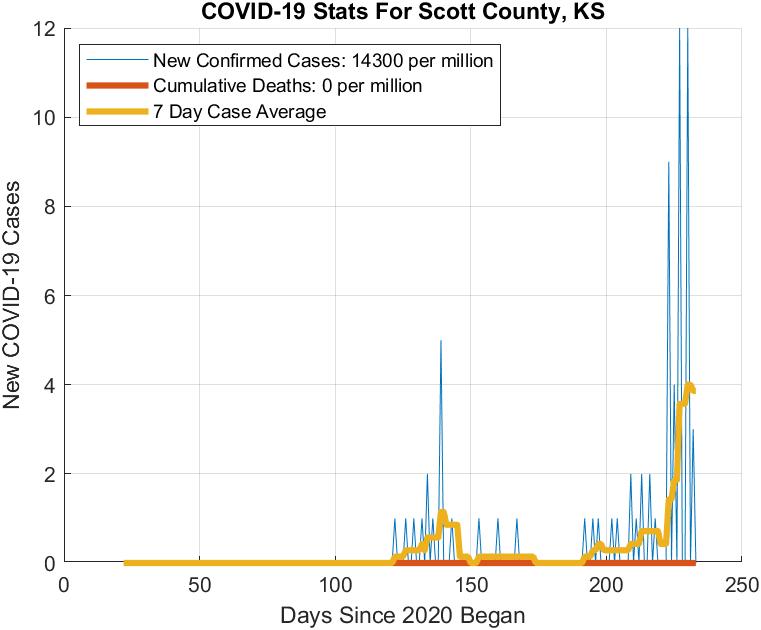 COVID-19 Stats For Scott County, KS
New Confirmed Cases: 14300 per million
Cumulative Deaths: 0 per million
7 Day Case Average
New COVID-19 Cases
12
10
8
6
4
2
0
0 50 100 150 200 250
Days Since 2020 Began